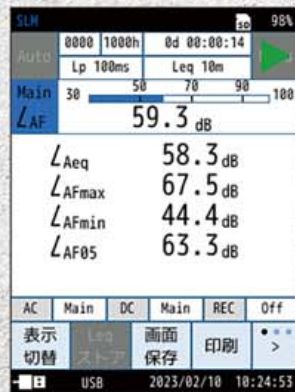 SLM SD 98%
Auto 0000 1000h 0d 00:00:14
Lp 100ms Leq 10m
Main 30 50 70 90 100
LAF 59.3 dB
LAeq 58.3 dB
LAFmax 67.5 dB
LAFmin 44.4 dB
LAF05 63.3 dB
AC Main DC Main REC Off
表示 Leq 画面 印刷 >
切替 ストア 保存
USB 2023/02/10 10:24:53